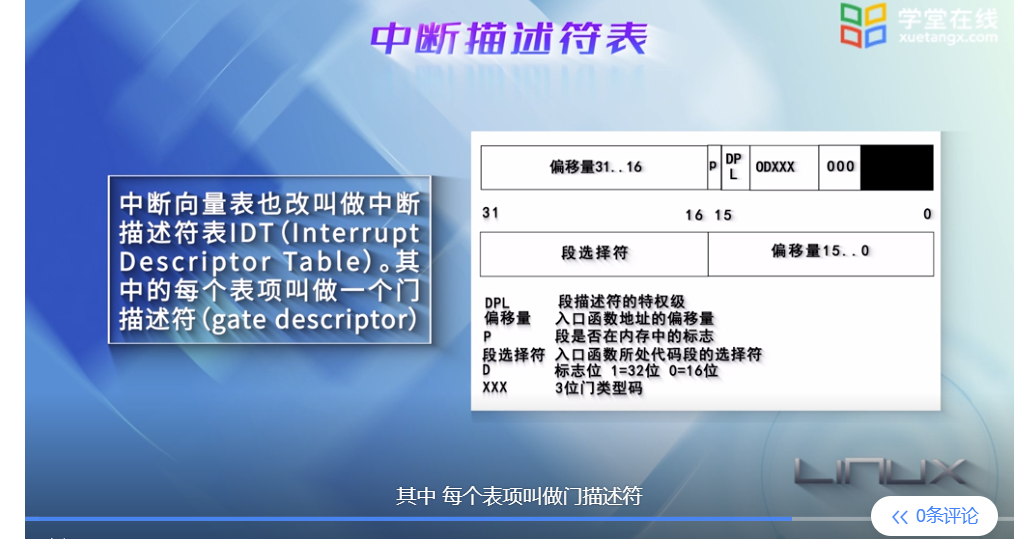 中断描述符表
学堂在线
xuetangx.com
中断向量表也改叫做中断
描述符表IDT(Interrupt
Descriptor Table)。其
中的每个表项叫做一个门
描述符(gate descriptor)
偏移量31..16 P DP 0DXXX 000
L
31 16 15 0
段选择符 偏移量15..0
DPL 段描述符的特权级
偏移量 入口函数地址的偏移量
P 段是否在内存中的标志
段选择符 入口函数所处代码段的选择符
D 标志位 1=32位 0=16位
XXX 3位门类型码
LINUX
其中 每个表项叫做门描述符
0条评论